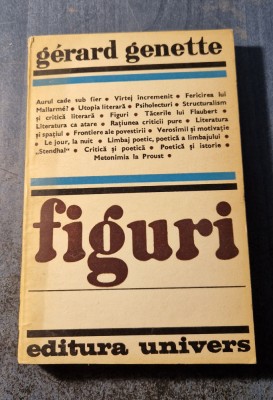 gérard genette
Aurul cade sub fier • Vîrtej încremenit • Fericirea lui
Mallarmé? • Utopia literară • Psiholecturi • Structuralism
și critică literară • Figuri • Tăcerile lui Flaubert •
Literatura ca atare • Rațiunea criticii pure • Literatura
și spațiul • Frontiere ale povestirii • Verosimil și motivație
• Le jour, la nuit • Limbaj poetic, poetică a limbajului •
„Stendhal" • Critică și poetică • Poetică și istorie •
Metonimia la Proust •
figuri
editura univers